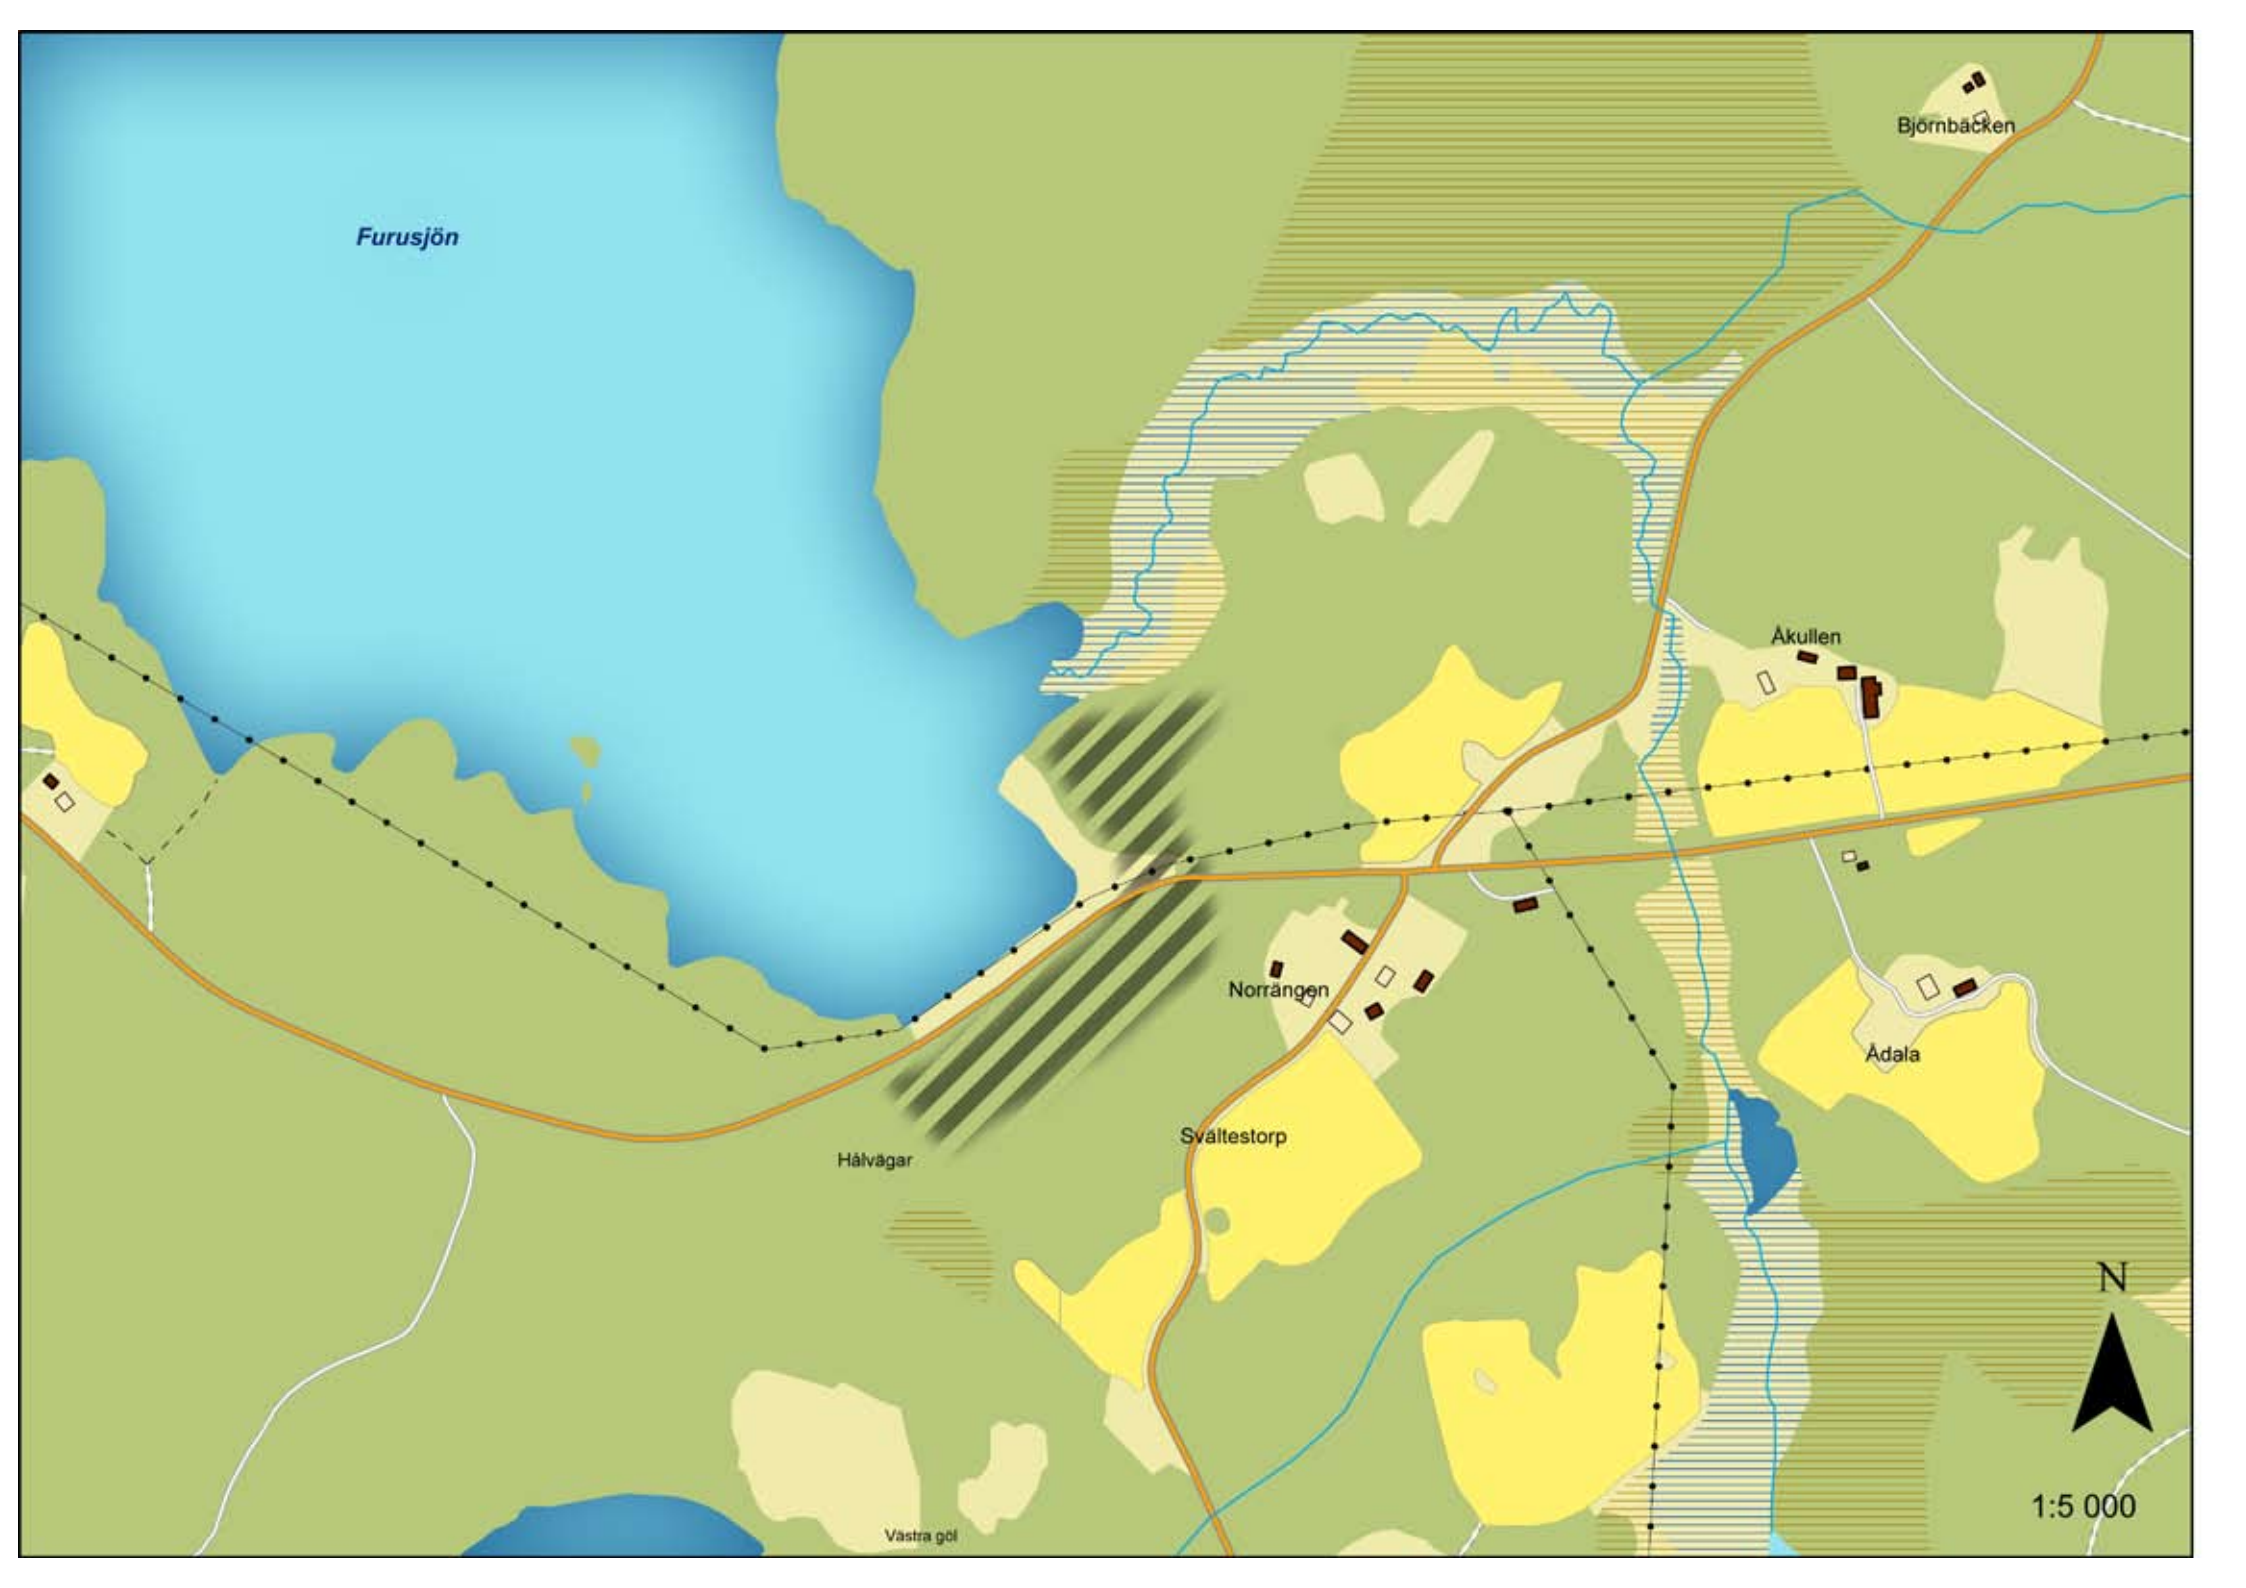 Björnbäcken
Furusjön
Åkullen
Norrängen
Ådala
Svältestorp
Hålvägar
N
1:5 000
Västra göl